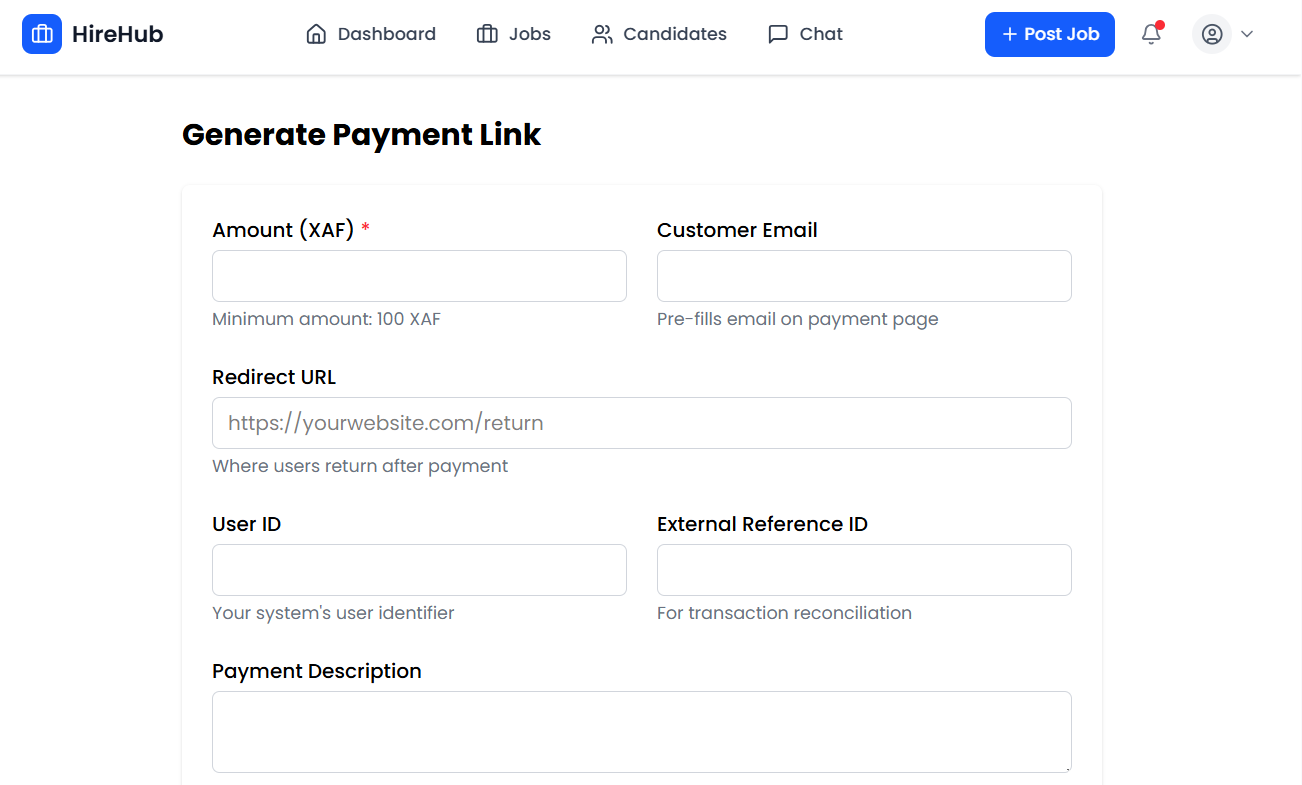 HireHub Dashboard Jobs Candidates Chat + Post Job
Generate Payment Link
Amount (XAF) * Customer Email
Minimum amount: 100 XAF Pre-fills email on payment page
Redirect URL
https://yourwebsite.com/return
Where users return after payment
User ID External Reference ID
Your system's user identifier For transaction reconciliation
Payment Description